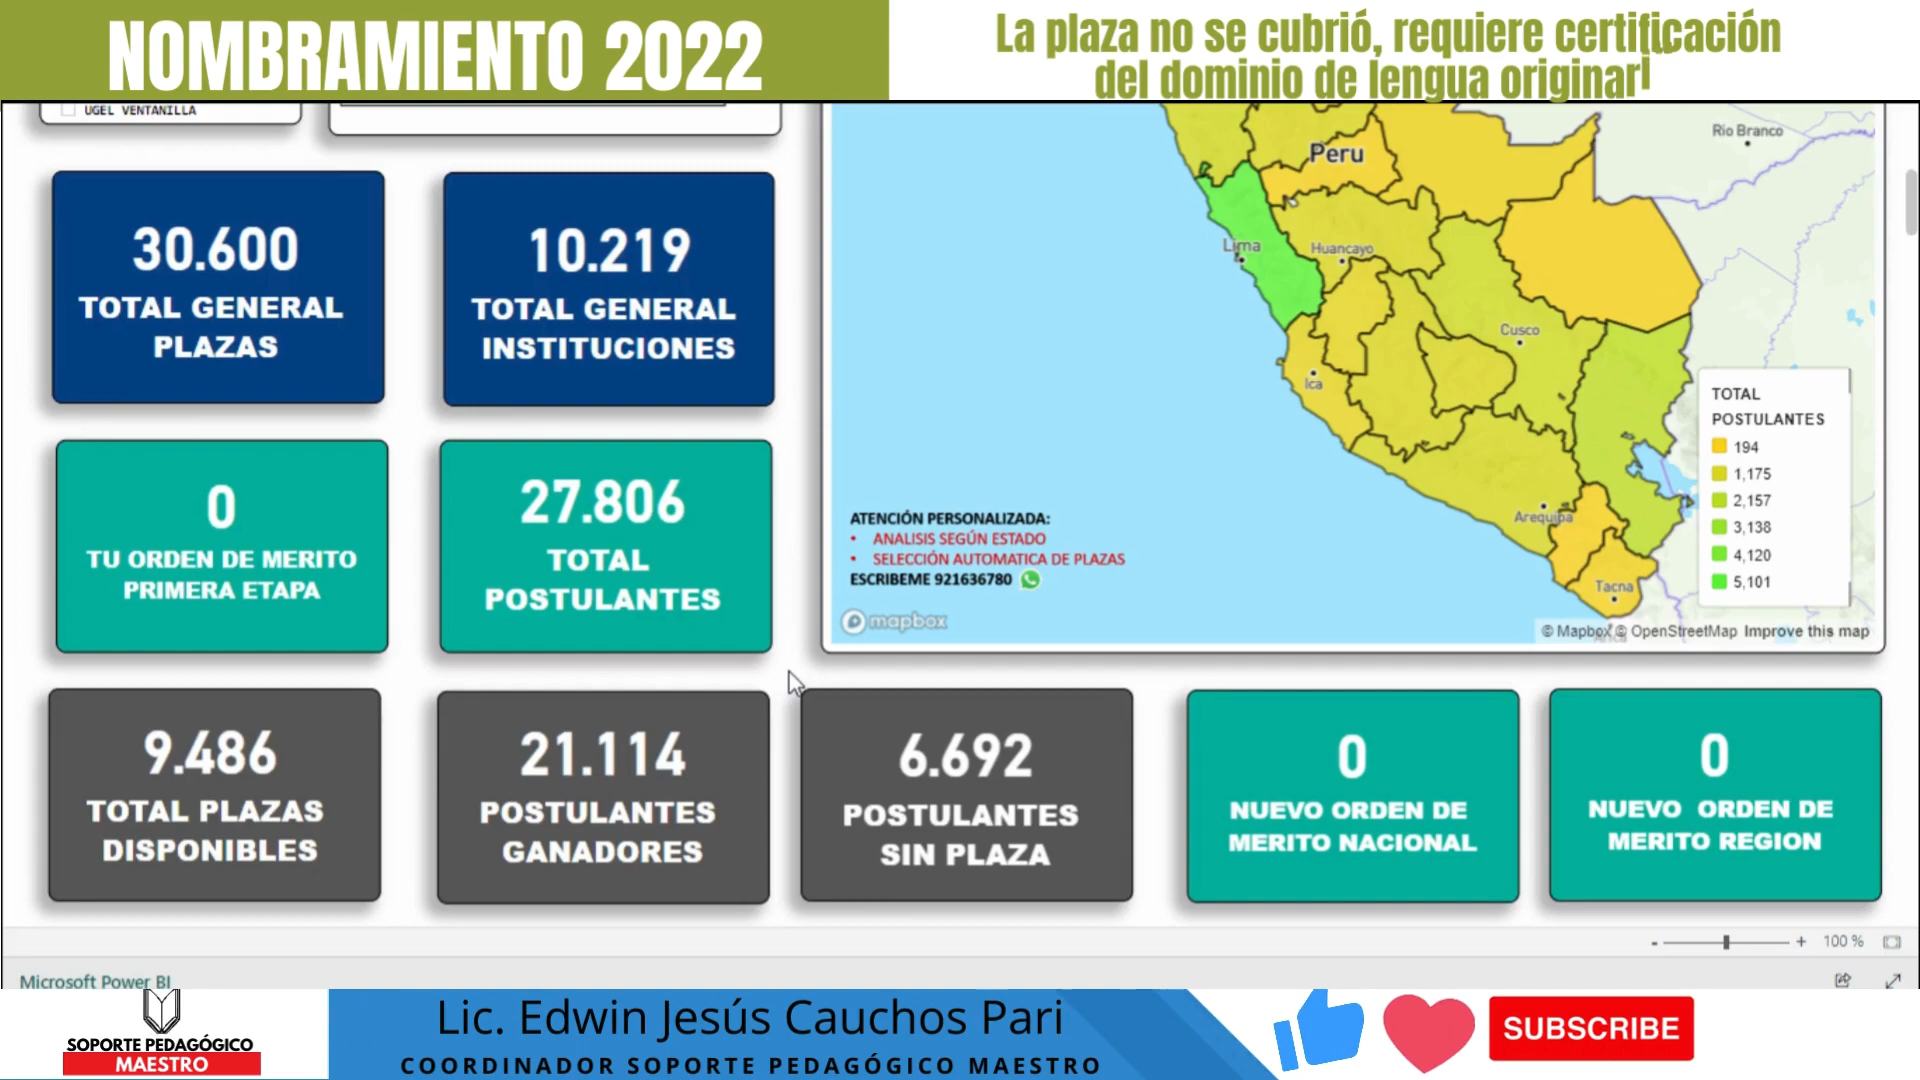 NOMBRAMIENTO 2022
La plaza no se cubrió, requiere certificación
del dominio de lengua originari
UGEL VENTANILLA
30.600
TOTAL GENERAL
PLAZAS
10.219
TOTAL GENERAL
INSTITUCIONES
0
TU ORDEN DE MERITO
PRIMERA ETAPA
27.806
TOTAL
POSTULANTES
Peru
Rio Branco
Lima
Huancayo
Cusco
Ica
Arequipa
Tacna
Arica
TOTAL
POSTULANTES
194
1,175
2,157
3,138
4,120
5,101
ATENCIÓN PERSONALIZADA:
• ANALISIS SEGÚN ESTADO
• SELECCIÓN AUTOMATICA DE PLAZAS
ESCRIBEME 921636780
mapbox
© Mapbox © OpenStreetMap Improve this map
9.486
TOTAL PLAZAS
DISPONIBLES
21.114
POSTULANTES
GANADORES
6.692
POSTULANTES
SIN PLAZA
0
NUEVO ORDEN DE
MERITO NACIONAL
0
NUEVO ORDEN DE
MERITO REGION
- + 100 %
Microsoft Power BI
SOPORTE PEDAGÓGICO
MAESTRO
Lic. Edwin Jesús Cauchos Pari
COORDINADOR SOPORTE PEDAGÓGICO MAESTRO
SUBSCRIBE